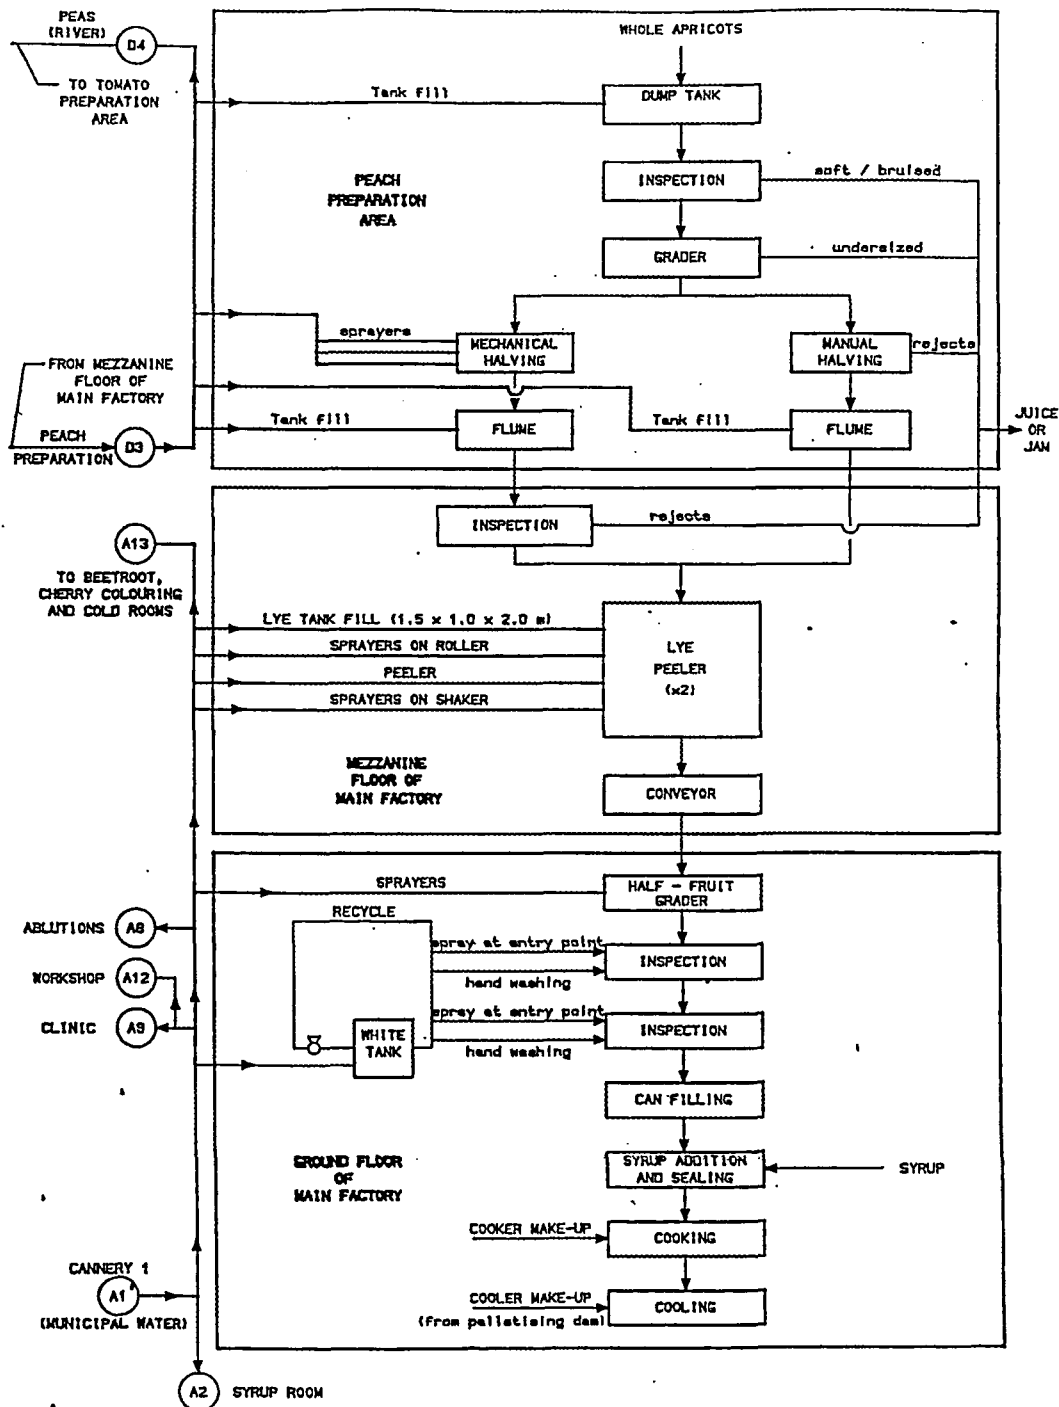 PEAS
(RIVER)
D4
TO TOMATO
PREPARATION
AREA
WHOLE APRICOTS
Tank fill
DUMP TANK
PEACH
PREPARATION
AREA
INSPECTION
soft / bruised
GRADER
undersized
sprayers
MECHANICAL
HALVING
MANUAL
HALVING
rejects
FROM MEZZANINE
FLOOR OF
MAIN FACTORY
PEACH
PREPARATION
D3
Tank fill
FLUME
Tank fill
FLUME
JUICE
OR
JAM
INSPECTION
rejects
A13
TO BEETROOT,
CHERRY COLOURING
AND COLD ROOMS
LYE TANK FILL (1.5 x 1.0 x 2.0 m)
SPRAYERS ON ROLLER
PEELER
SPRAYERS ON SHAKER
LYE
PEELER
(x2)
MEZZANINE
FLOOR OF
MAIN FACTORY
CONVEYOR
SPRAYERS
HALF - FRUIT
GRADER
RECYCLE
ABLUTIONS
A8
spray at entry point
hand washing
INSPECTION
WORKSHOP
A12
CLINIC
A9
WHITE
TANK
spray at entry point
hand washing
INSPECTION
CAN FILLING
GROUND FLOOR
OF
MAIN FACTORY
SYRUP ADDITION
AND SEALING
SYRUP
COOKER MAKE-UP
COOKING
CANNERY 1
A1
(MUNICIPAL WATER)
COOLER MAKE-UP
(from palletising dam)
COOLING
A2
SYRUP ROOM